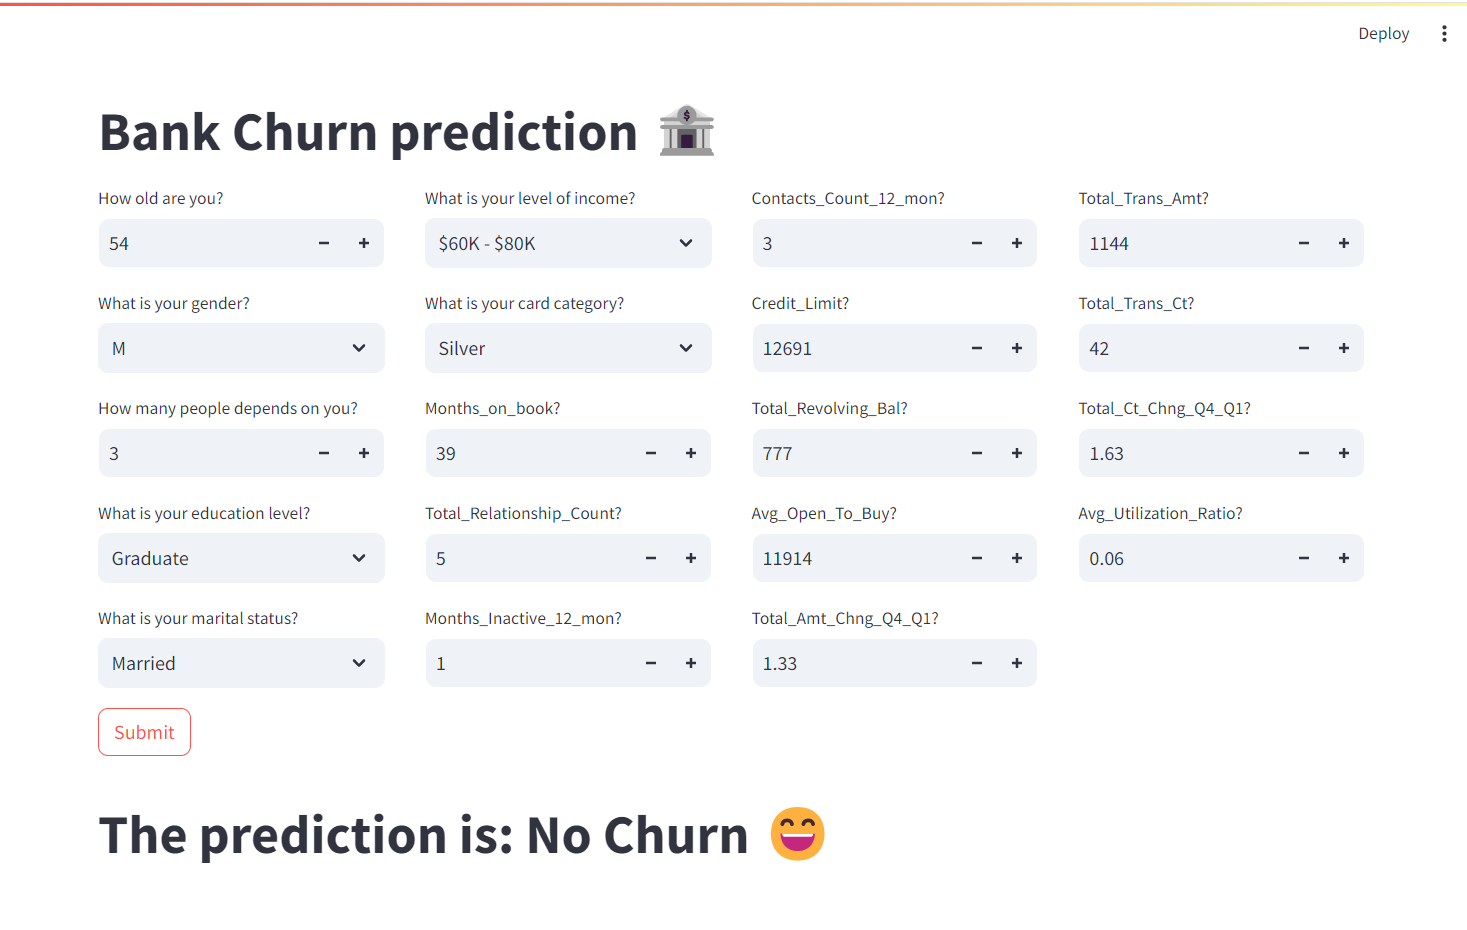 Deploy
Bank Churn prediction
How old are you?
54
What is your gender?
M
How many people depends on you?
3
What is your education level?
Graduate
What is your marital status?
Married
What is your level of income?
$60K - $80K
What is your card category?
Silver
Months_on_book?
39
Total_Relationship_Count?
5
Months_Inactive_12_mon?
1
Contacts_Count_12_mon?
3
Credit_Limit?
12691
Total_Revolving_Bal?
777
Avg_Open_To_Buy?
11914
Total_Amt_Chng_Q4_Q1?
1.33
Total_Trans_Amt?
1144
Total_Trans_Ct?
42
Total_Ct_Chng_Q4_Q1?
1.63
Avg_Utilization_Ratio?
0.06
Submit
The prediction is: No Churn